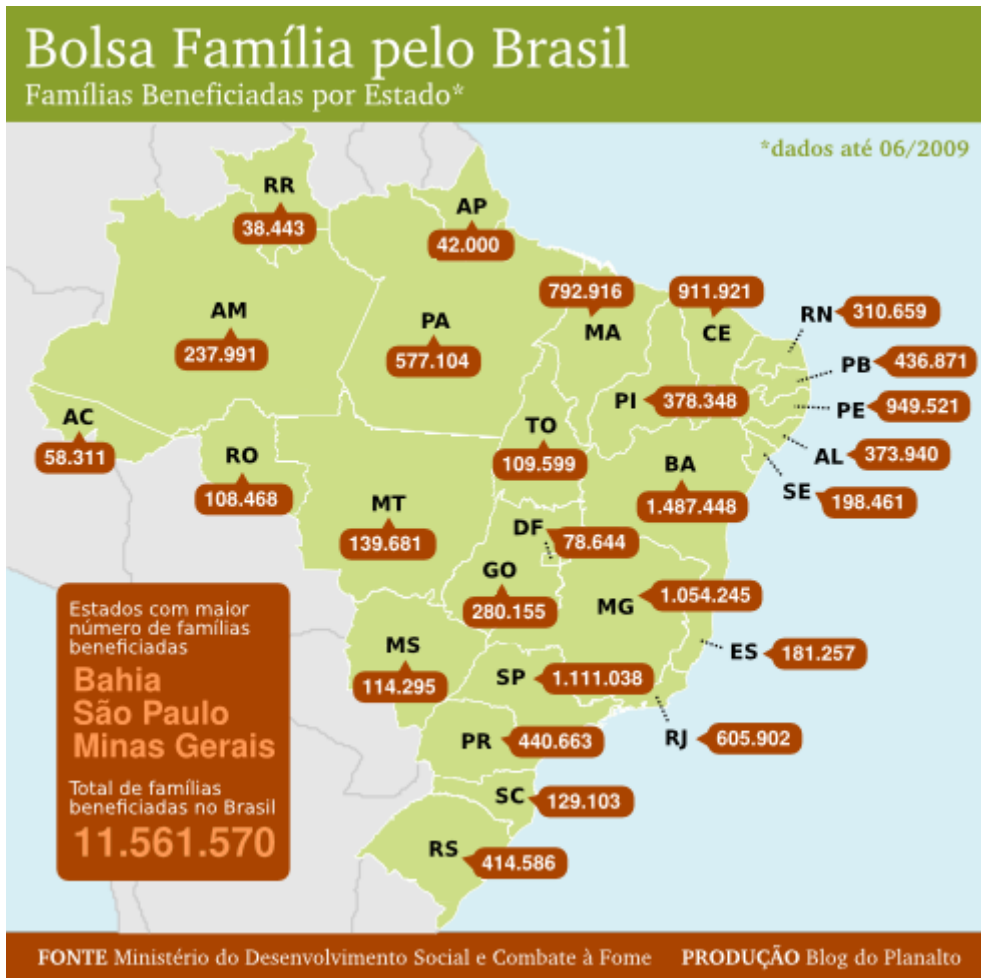 Bolsa Família pelo Brasil
Famílias Beneficiadas por Estado*
*dados até 06/2009
RR
38.443
AP
42.000
AM
237.991
PA
577.104
792.916
MA
911.921
CE
RN 310.659
PB 436.871
PI 378.348
PE 949.521
AC
58.311
TO
109.599
AL 373.940
RO
108.468
BA
1.487.448
SE 198.461
MT
139.681
DF 78.644
GO
280.155
MG 1.054.245
MS
114.295
ES 181.257
SP 1.111.038
PR 440.663
RJ 605.902
SC 129.103
RS 414.586
Estados com maior
número de famílias
beneficiadas
Bahia
São Paulo
Minas Gerais
Total de famílias
beneficiadas no Brasil
11.561.570
FONTE Ministério do Desenvolvimento Social e Combate à Fome PRODUÇÃO Blog do Planalto